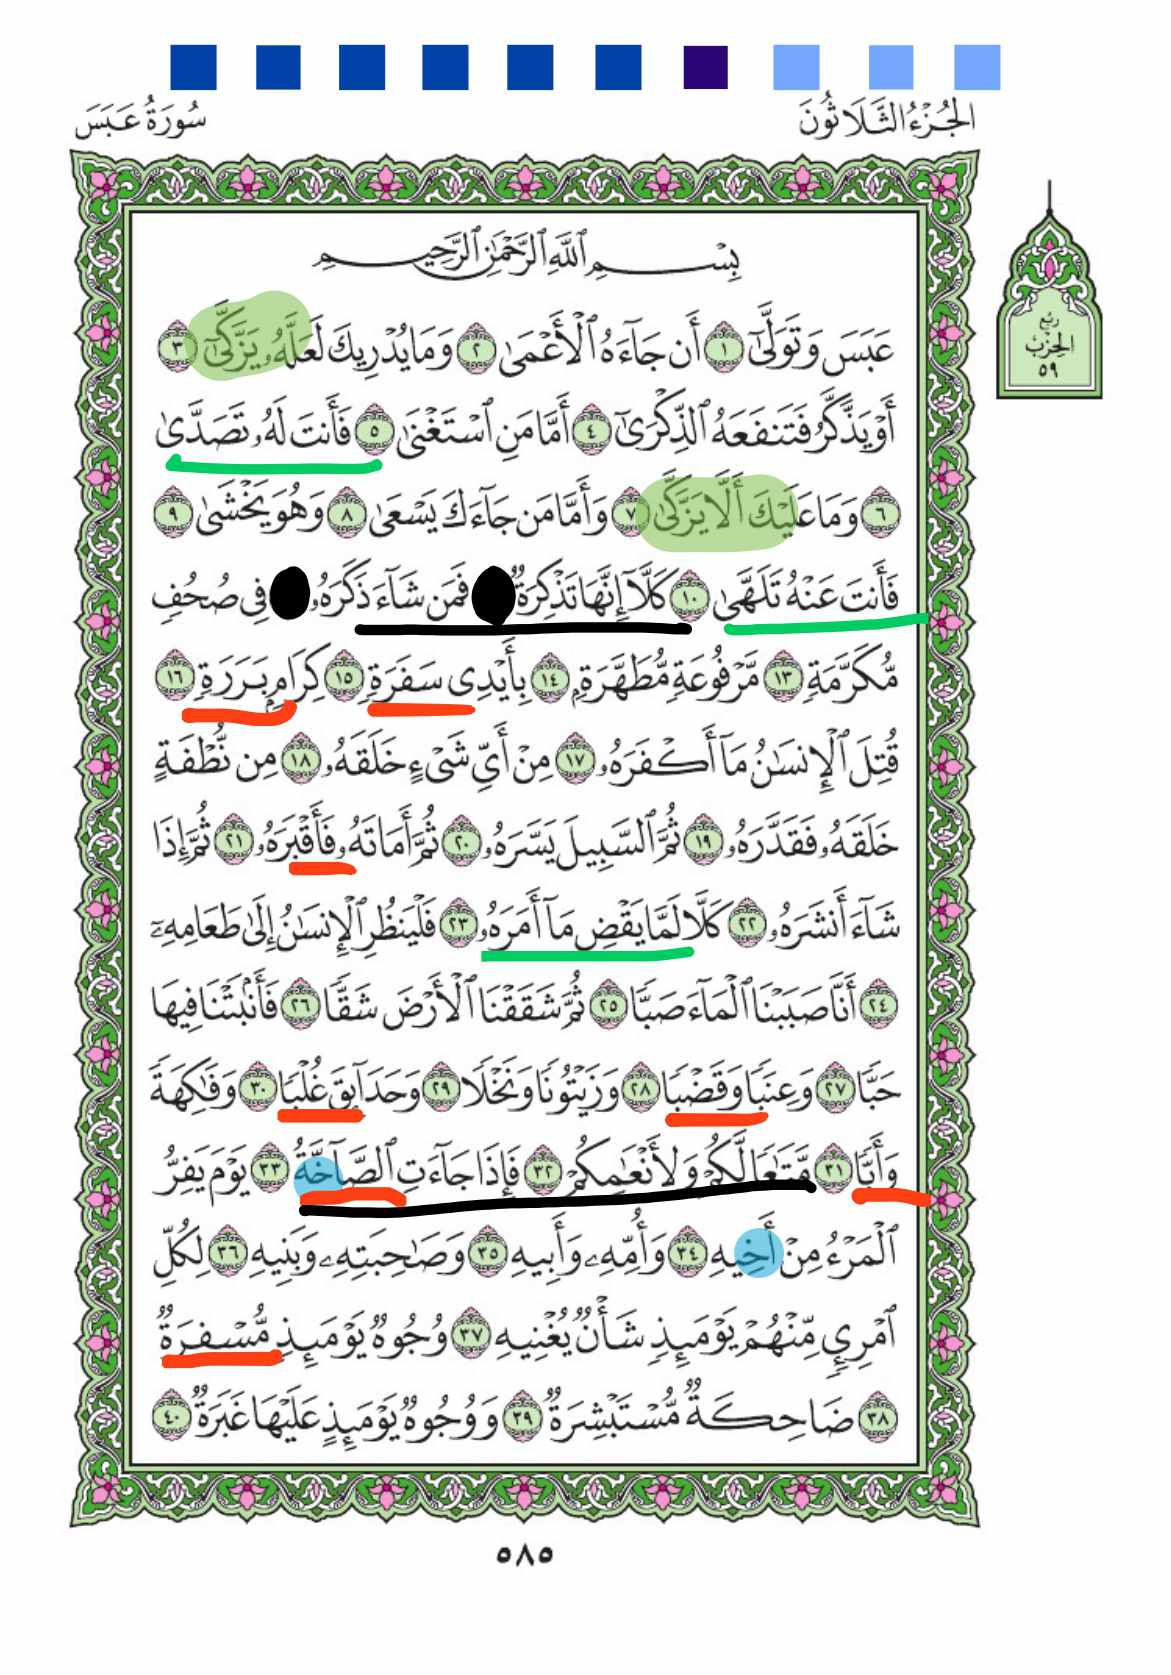 الجُزْءُ الثَّلَاثُونَ
سُورَةُ عَبَسَ
رُبْع
الحِزْب
٥٩
بِسْمِ ٱللَّهِ ٱلرَّحْمَٰنِ ٱلرَّحِيمِ
عَبَسَ وَتَوَلَّىٰٓ ١ أَن جَآءَهُ ٱلْأَعْمَىٰ ٢ وَمَا يُدْرِيكَ لَعَلَّهُۥ يَزَّكَّىٰٓ ٣
أَوْ يَذَّكَّرُ فَتَنفَعَهُ ٱلذِّكْرَىٰٓ ٤ أَمَّا مَنِ ٱسْتَغْنَىٰ ٥ فَأَنتَ لَهُۥ تَصَدَّىٰ
٦ وَمَا عَلَيْكَ أَلَّا يَزَّكَّىٰ ٧ وَأَمَّا مَن جَآءَكَ يَسْعَىٰ ٨ وَهُوَ يَخْشَىٰ ٩
فَأَنتَ عَنْهُ تَلَهَّىٰ ١٠ كَلَّآ إِنَّهَا تَذْكِرَةٌ فَمَن شَآءَ ذَكَرَهُۥ فِى صُحُفٍ
مُّكَرَّمَةٍ ١٣ مَّرْفُوعَةٍ مُّطَهَّرَةٍۭ ١٤ بِأَيْدِى سَفَرَةٍ ١٥ كِرَامٍۭ بَرَرَةٍ ١٦
قُتِلَ ٱلْإِنسَٰنُ مَآ أَكْفَرَهُۥ ١٧ مِنْ أَىِّ شَىْءٍ خَلَقَهُۥ ١٨ مِن نُّطْفَةٍ
خَلَقَهُۥ فَقَدَّرَهُۥ ١٩ ثُمَّ ٱلسَّبِيلَ يَسَّرَهُۥ ٢٠ ثُمَّ أَمَاتَهُۥ فَأَقْبَرَهُۥ ٢١ ثُمَّ إِذَا
شَآءَ أَنشَرَهُۥ ٢٢ كَلَّا لَمَّا يَقْضِ مَآ أَمَرَهُۥ ٢٣ فَلْيَنظُرِ ٱلْإِنسَٰنُ إِلَىٰ طَعَامِهِۦٓ
٢٤ أَنَّا صَبَبْنَا ٱلْمَآءَ صَبًّا ٢٥ ثُمَّ شَقَقْنَا ٱلْأَرْضَ شَقًّا ٢٦ فَأَنۢبَتْنَا فِيهَا
حَبًّا ٢٧ وَعِنَبًا وَقَضْبًا ٢٨ وَزَيْتُونًا وَنَخْلًا ٢٩ وَحَدَآئِقَ غُلْبًا ٣٠ وَفَٰكِهَةً
وَأَبًّا ٣١ مَّتَٰعًا لَّكُمْ وَلِأَنْعَٰمِكُمْ ٣٢ فَإِذَا جَآءَتِ ٱلصَّآخَّةُ ٣٣ يَوْمَ يَفِرُّ
ٱلْمَرْءُ مِنْ أَخِيهِ ٣٤ وَأُمِّهِۦ وَأَبِيهِ ٣٥ وَصَٰحِبَتِهِۦ وَبَنِيهِ ٣٦ لِكُلِّ
ٱمْرِئٍ مِّنْهُمْ يَوْمَئِذٍ شَأْنٌ يُغْنِيهِ ٣٧ وُجُوهٌ يَوْمَئِذٍ مُّسْفِرَةٌ
٣٨ ضَاحِكَةٌ مُّسْتَبْشِرَةٌ ٣٩ وَوُجُوهٌ يَوْمَئِذٍ عَلَيْهَا غَبَرَةٌ ٤٠
٥٨٥